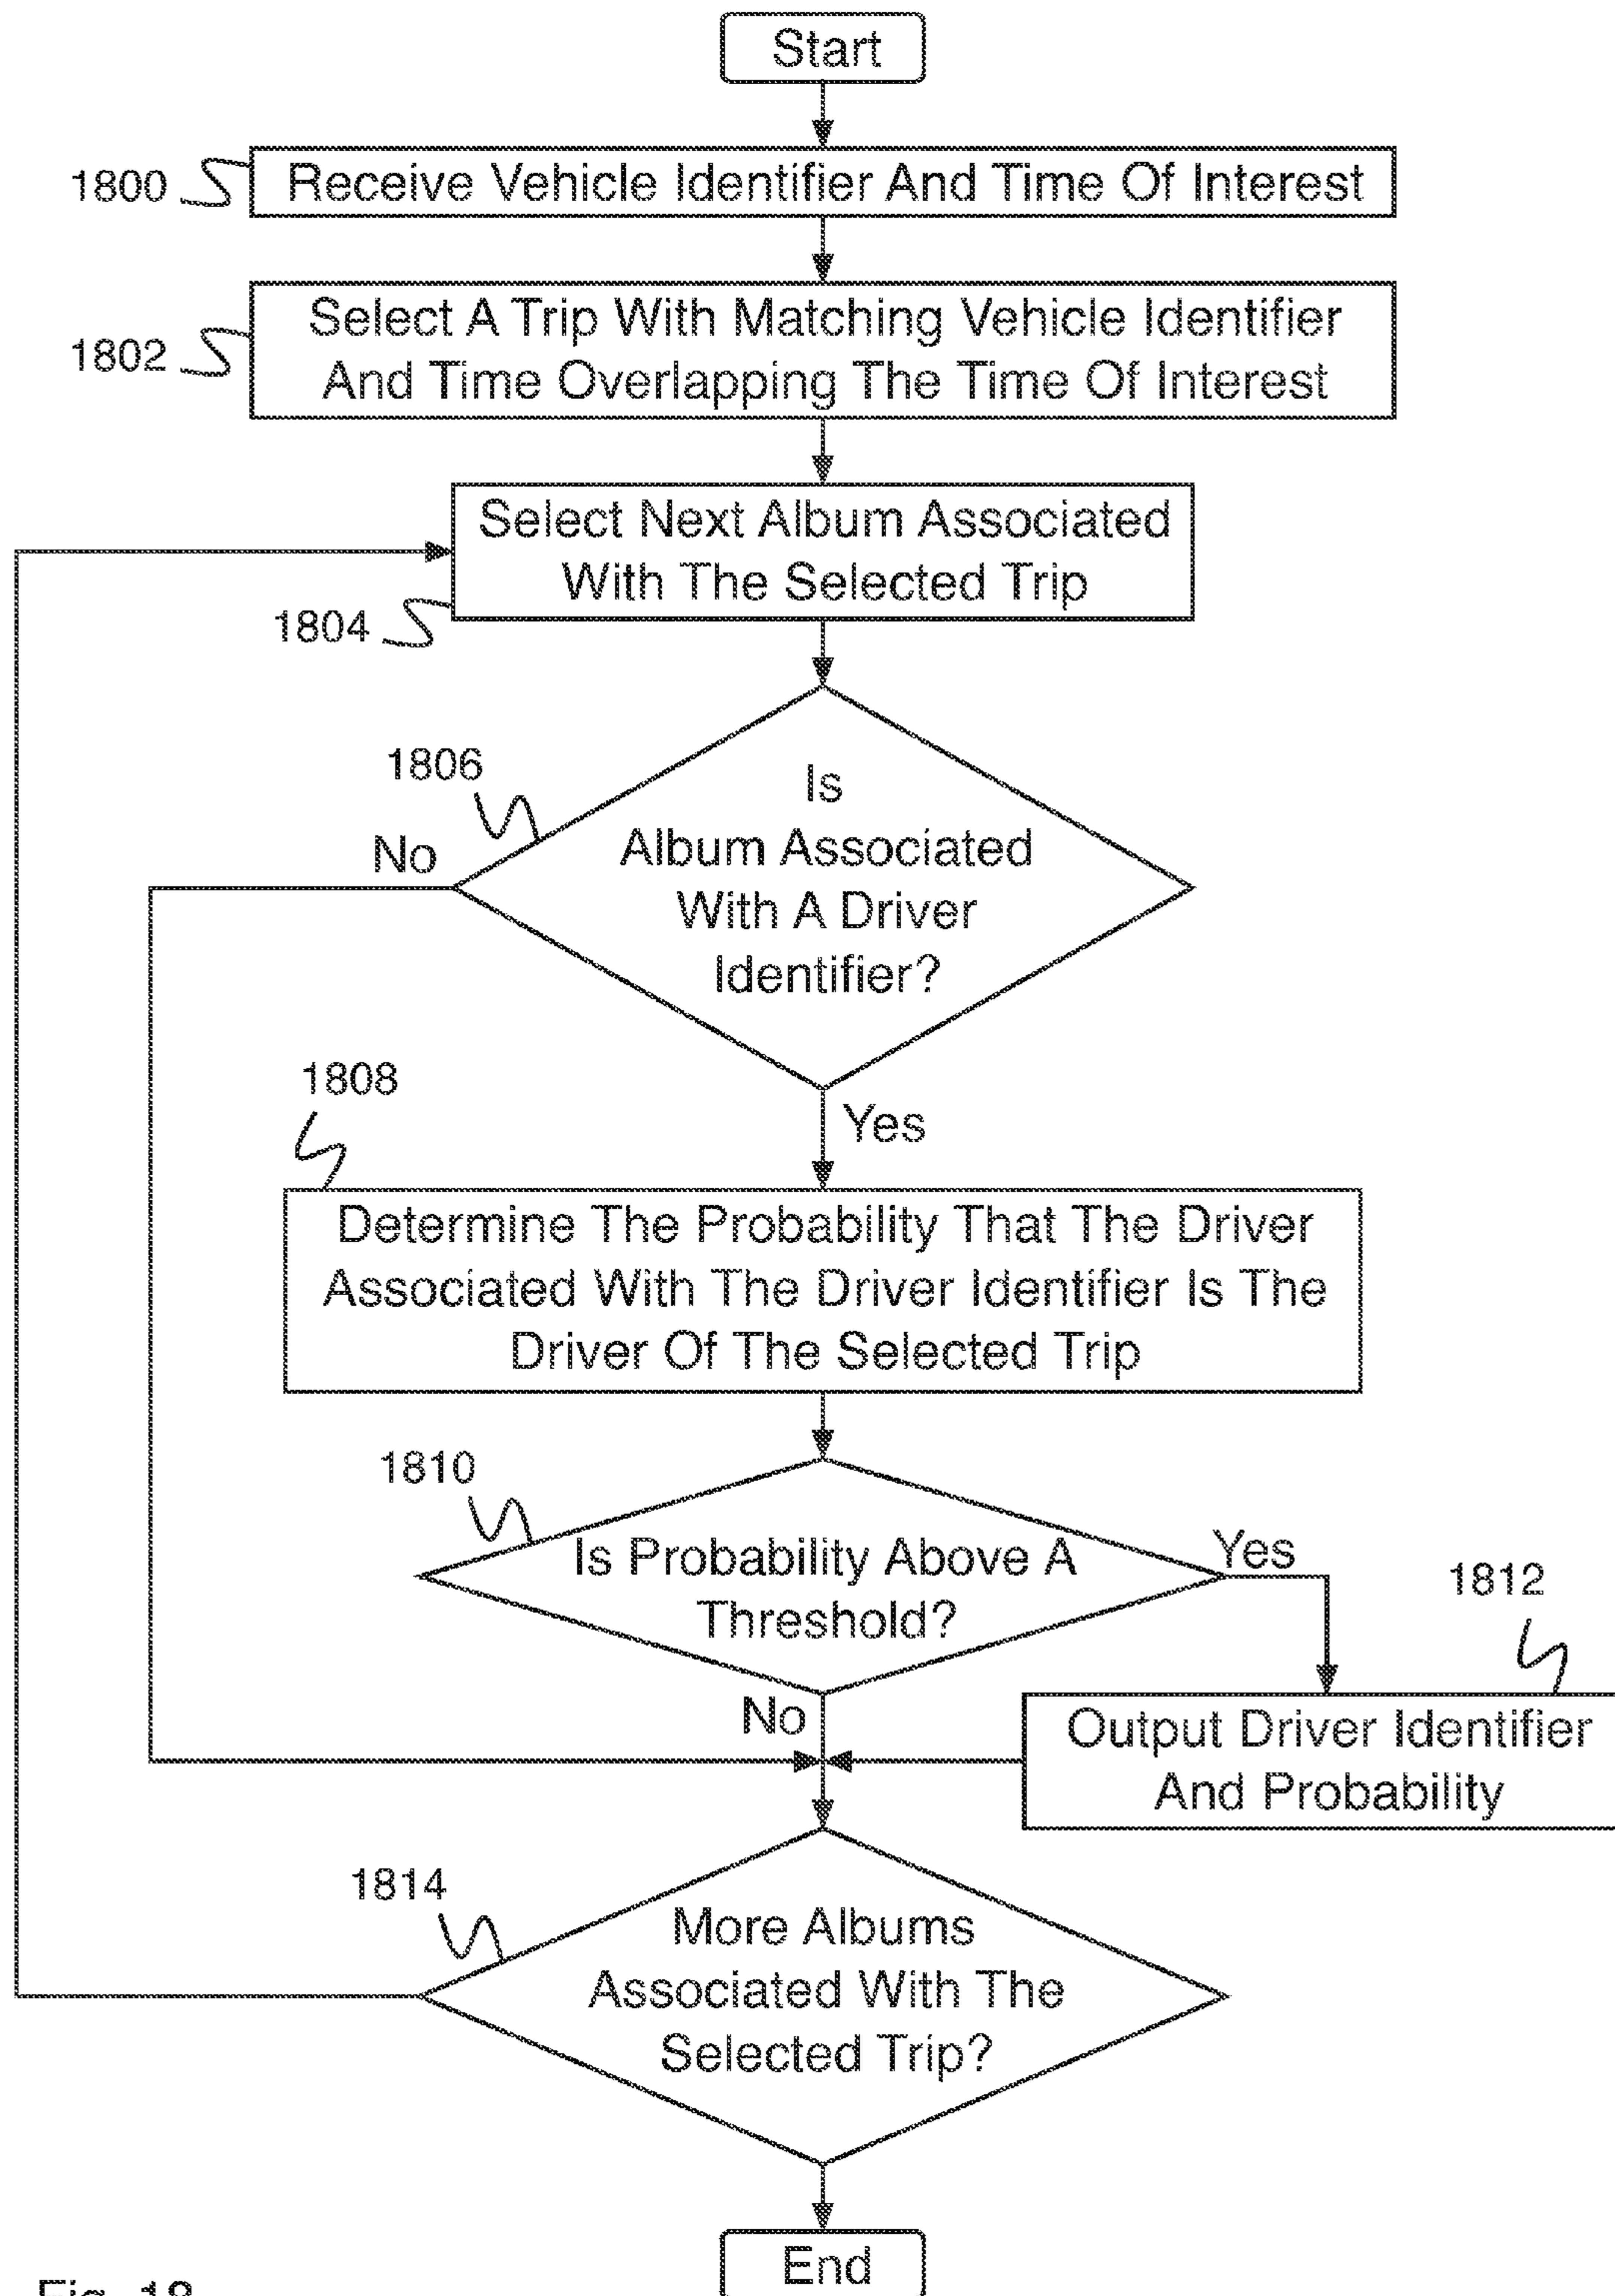 Start
1800
Receive Vehicle Identifier And Time Of Interest
1802
Select A Trip With Matching Vehicle Identifier
And Time Overlapping The Time Of Interest
Select Next Album Associated
With The Selected Trip
1804
1806
Is
Album Associated
With A Driver
Identifier?
No
Yes
1808
Determine The Probability That The Driver
Associated With The Driver Identifier Is The
Driver Of The Selected Trip
1810
Is Probability Above A
Threshold?
Yes
No
1812
Output Driver Identifier
And Probability
1814
More Albums
Associated With The
Selected Trip?
End
Fig. 18